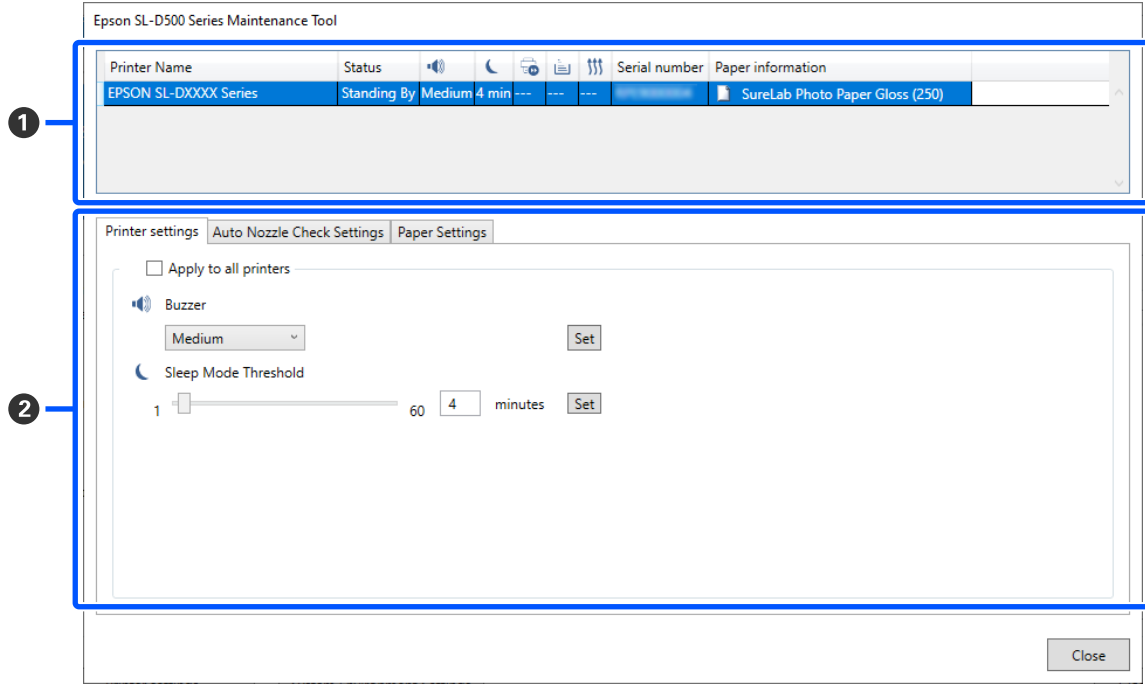 Epson SL-D500 Series Maintenance Tool
Printer Name Status Serial number Paper information
EPSON SL-DXXXX Series Standing By Medium 4 min --- --- --- SureLab Photo Paper Gloss (250)
1
Printer settings Auto Nozzle Check Settings Paper Settings
Apply to all printers
Buzzer
Medium Set
Sleep Mode Threshold
2
1 60 4 minutes Set
Close